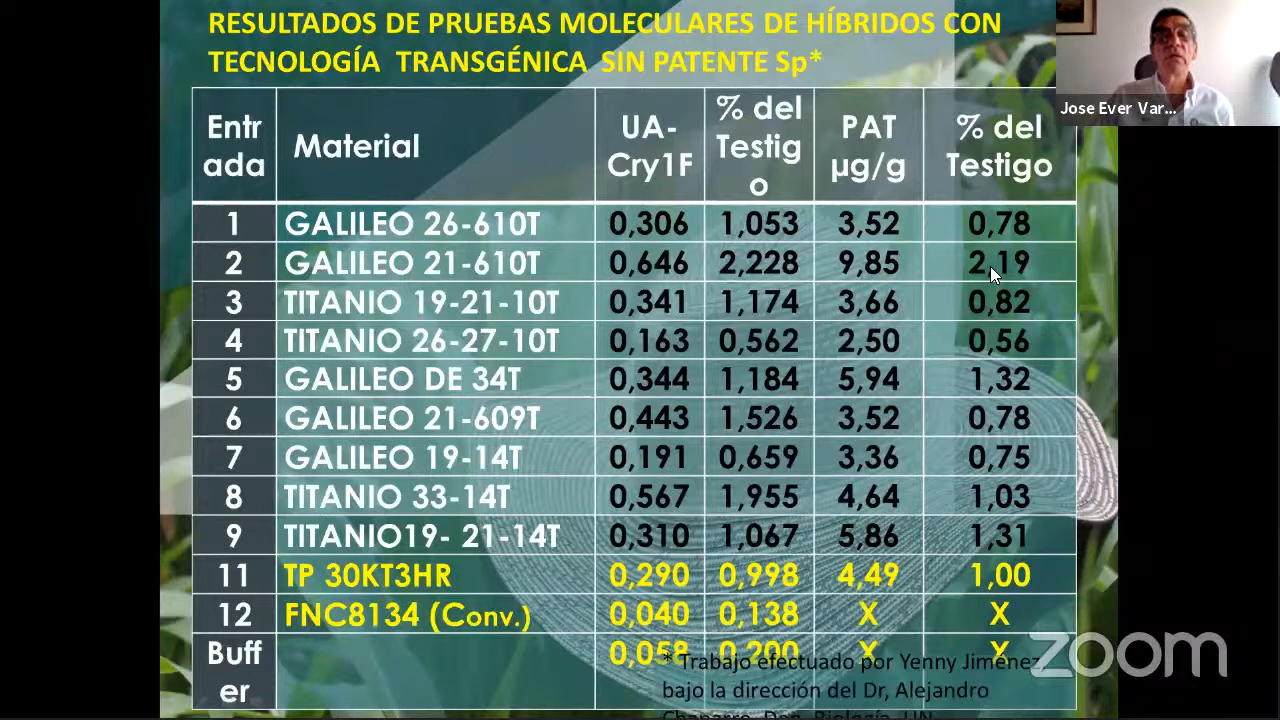 RESULTADOS DE PRUEBAS MOLECULARES DE HÍBRIDOS CON
TECNOLOGÍA TRANSGÉNICA SIN PATENTE Sp*
Jose Ever Var...
Entr
ada
Material
UA-
Cry1F
% del
Testig
o
PAT
µg/g
% del
Testigo
1 GALILEO 26-610T 0,306 1,053 3,52 0,78
2 GALILEO 21-610T 0,646 2,228 9,85 2,19
3 TITANIO 19-21-10T 0,341 1,174 3,66 0,82
4 TITANIO 26-27-10T 0,163 0,562 2,50 0,56
5 GALILEO DE 34T 0,344 1,184 5,94 1,32
6 GALILEO 21-609T 0,443 1,526 3,52 0,78
7 GALILEO 19-14T 0,191 0,659 3,36 0,75
8 TITANIO 33-14T 0,567 1,955 4,64 1,03
9 TITANIO19- 21-14T 0,310 1,067 5,86 1,31
11 TP 30KT3HR 0,290 0,998 4,49 1,00
12 FNC8134 (Conv.) 0,040 0,138 X X
Buff
er
0,058 0,200 X X
* Trabajo efectuado por Yenny Jiménez
bajo la dirección del Dr, Alejandro
Chaparro, Dep. Biología, UN
zoom